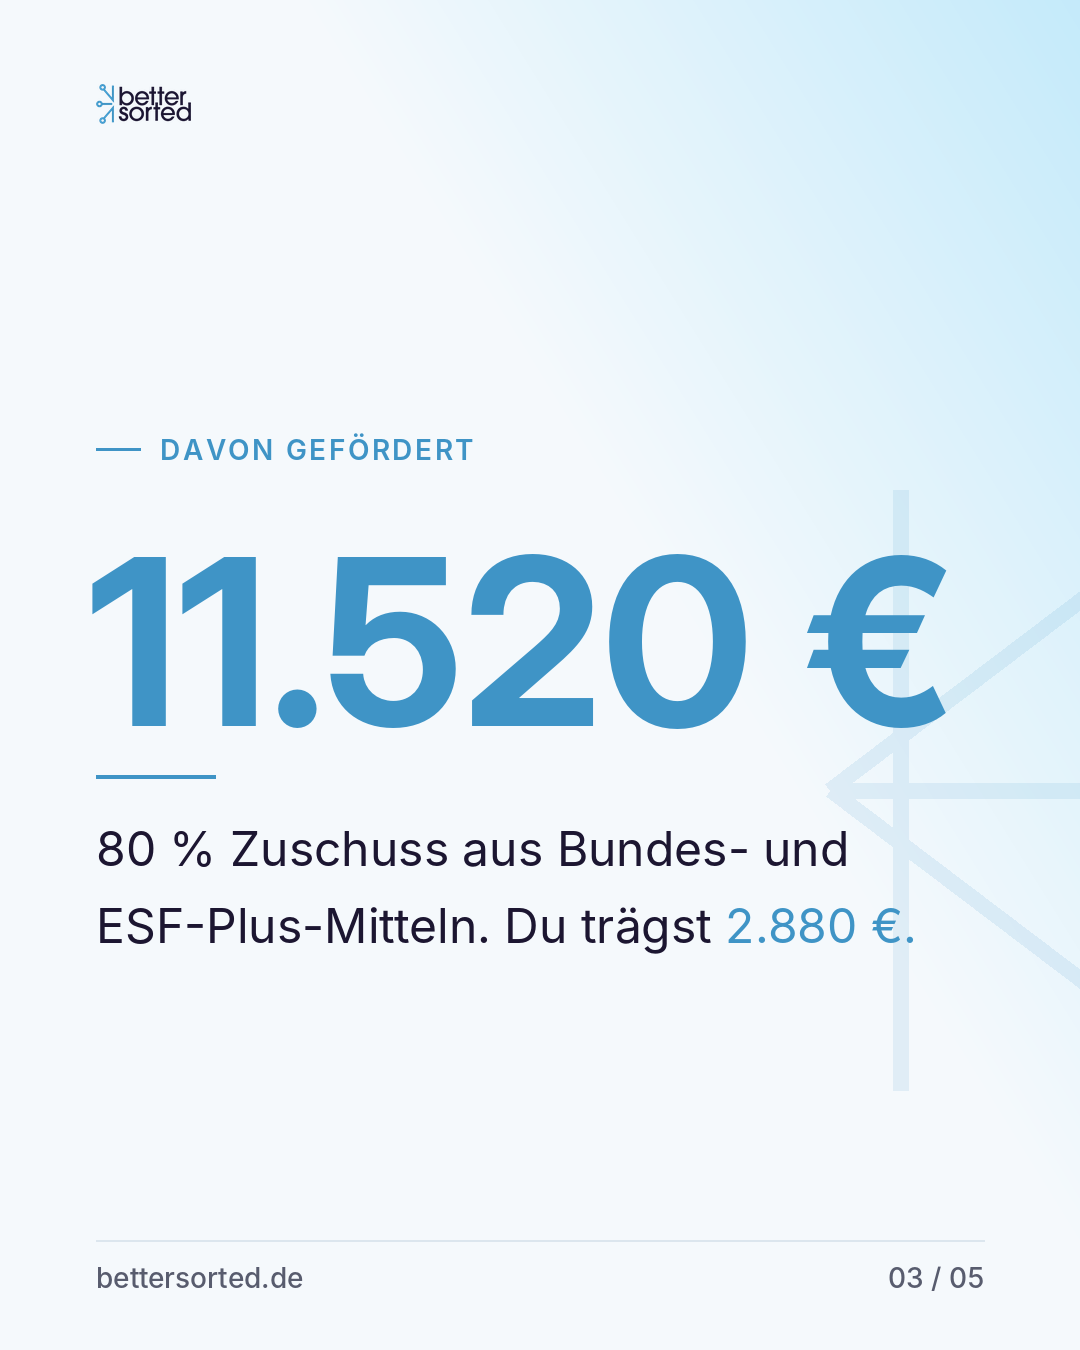 better
sorted
DAVON GEFÖRDERT
11.520 €
80 % Zuschuss aus Bundes- und
ESF-Plus-Mitteln. Du trägst 2.880 €.
bettersorted.de
03 / 05